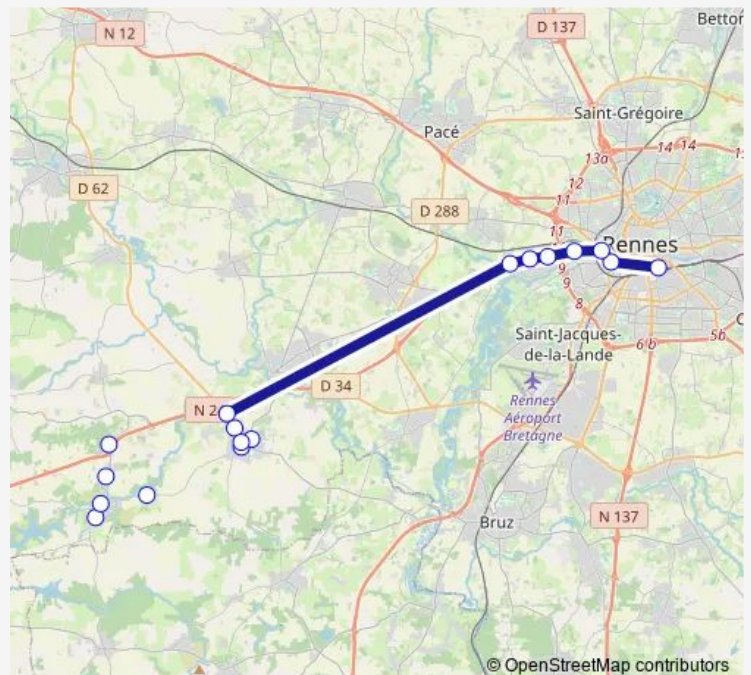 Betton
N 12
D 137
Saint-Grégoire
Pacé
14 14
13a
12
D 62
11
D 288
11
Rennes
9
9
8
Saint-Jacques-
de-la-Lande
6 b
5b
D 34
Rennes
Aéroport
Bretagne
N 2
Bruz
N 137
© OpenStreetMap contributors